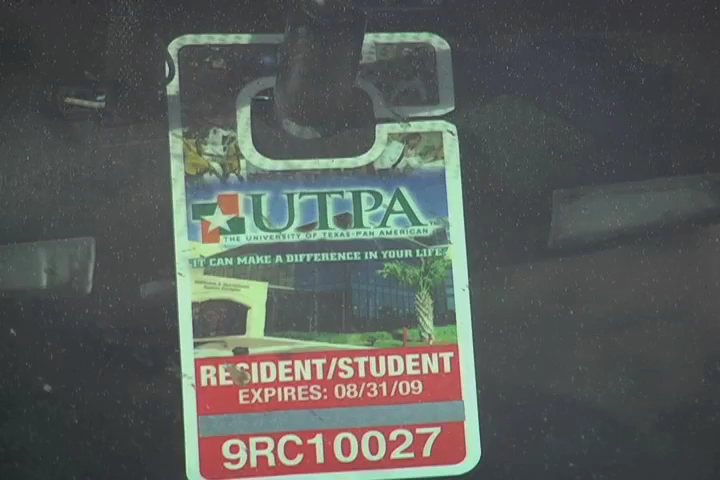 UTPA
THE UNIVERSITY OF TEXAS-PAN AMERICAN
"IT CAN MAKE A DIFFERENCE IN YOUR LIFE"
RESIDENT/STUDENT
EXPIRES: 08/31/09
9RC10027